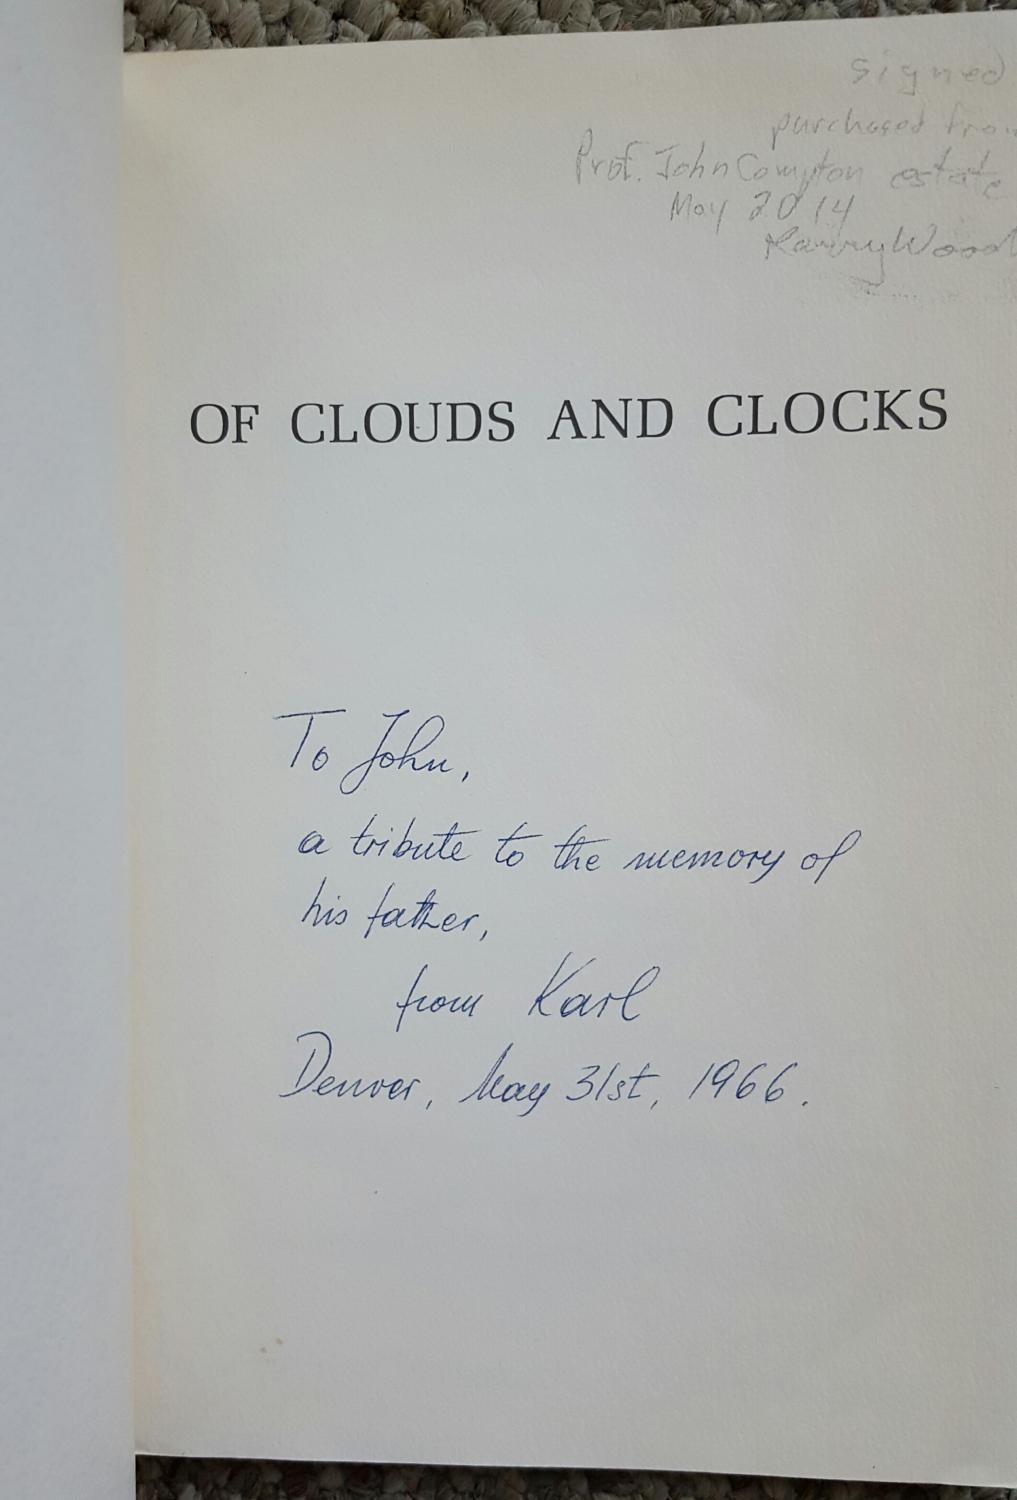 signed
purchased from
Prof. John Compton estate
May 2014
Wood
OF CLOUDS AND CLOCKS
To John,
a tribute to the memory of
his father,
from Karl
Denver, May 31st, 1966.